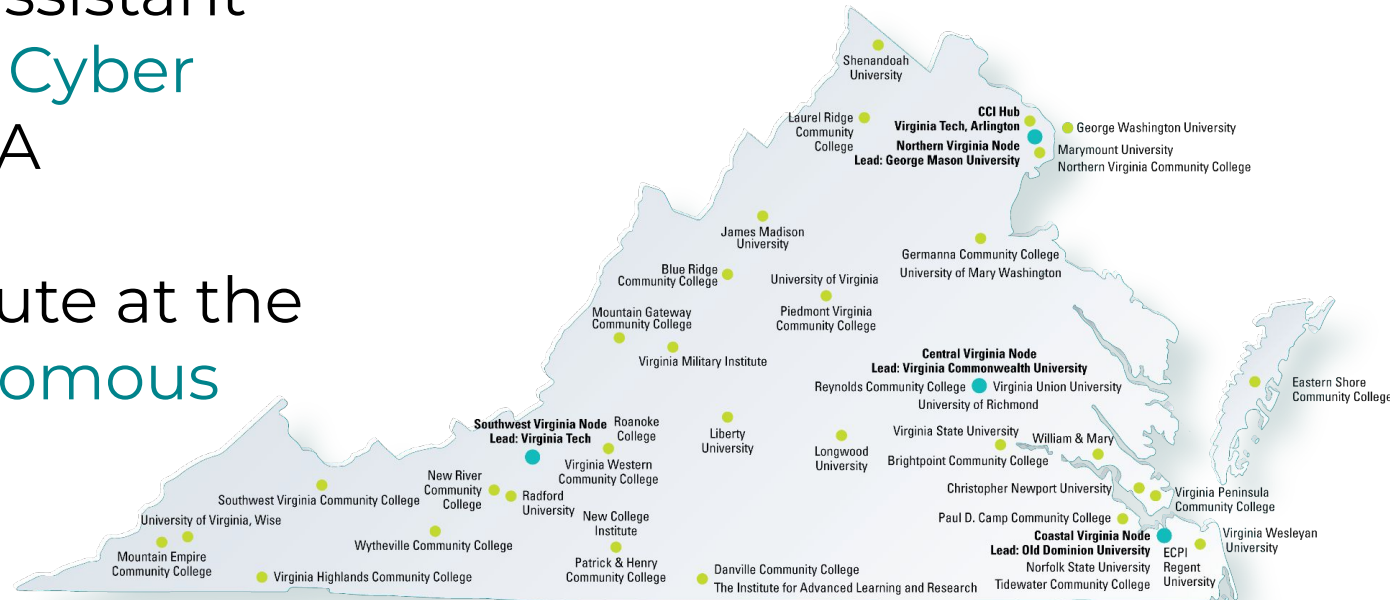 ssistant
Cyber
A
ute at the
omous
Shenandoah
University
Laurel Ridge
Community
College
CCI Hub
Virginia Tech, Arlington
Northern Virginia Node
Lead: George Mason University
George Washington University
Marymount University
Northern Virginia Community College
James Madison
University
Germanna Community College
University of Mary Washington
Blue Ridge
Community College
University of Virginia
Piedmont Virginia
Community College
Mountain Gateway
Community College
Virginia Military Institute
Central Virginia Node
Lead: Virginia Commonwealth University
Reynolds Community College
Virginia Union University
University of Richmond
Eastern Shore
Community College
Southwest Virginia Node
Lead: Virginia Tech
Roanoke
College
Virginia Western
Community College
Liberty
University
Longwood
University
Virginia State University
Brightpoint Community College
William & Mary
New River
Community
College
Radford
University
Southwest Virginia Community College
Christopher Newport University
Virginia Peninsula
Community College
University of Virginia, Wise
Mountain Empire
Community College
Wytheville Community College
New College
Institute
Patrick & Henry
Community College
Paul D. Camp Community College
Coastal Virginia Node
Lead: Old Dominion University
Norfolk State University
Tidewater Community College
ECPI
Regent
University
Virginia Wesleyan
University
Virginia Highlands Community College
Danville Community College
The Institute for Advanced Learning and Research